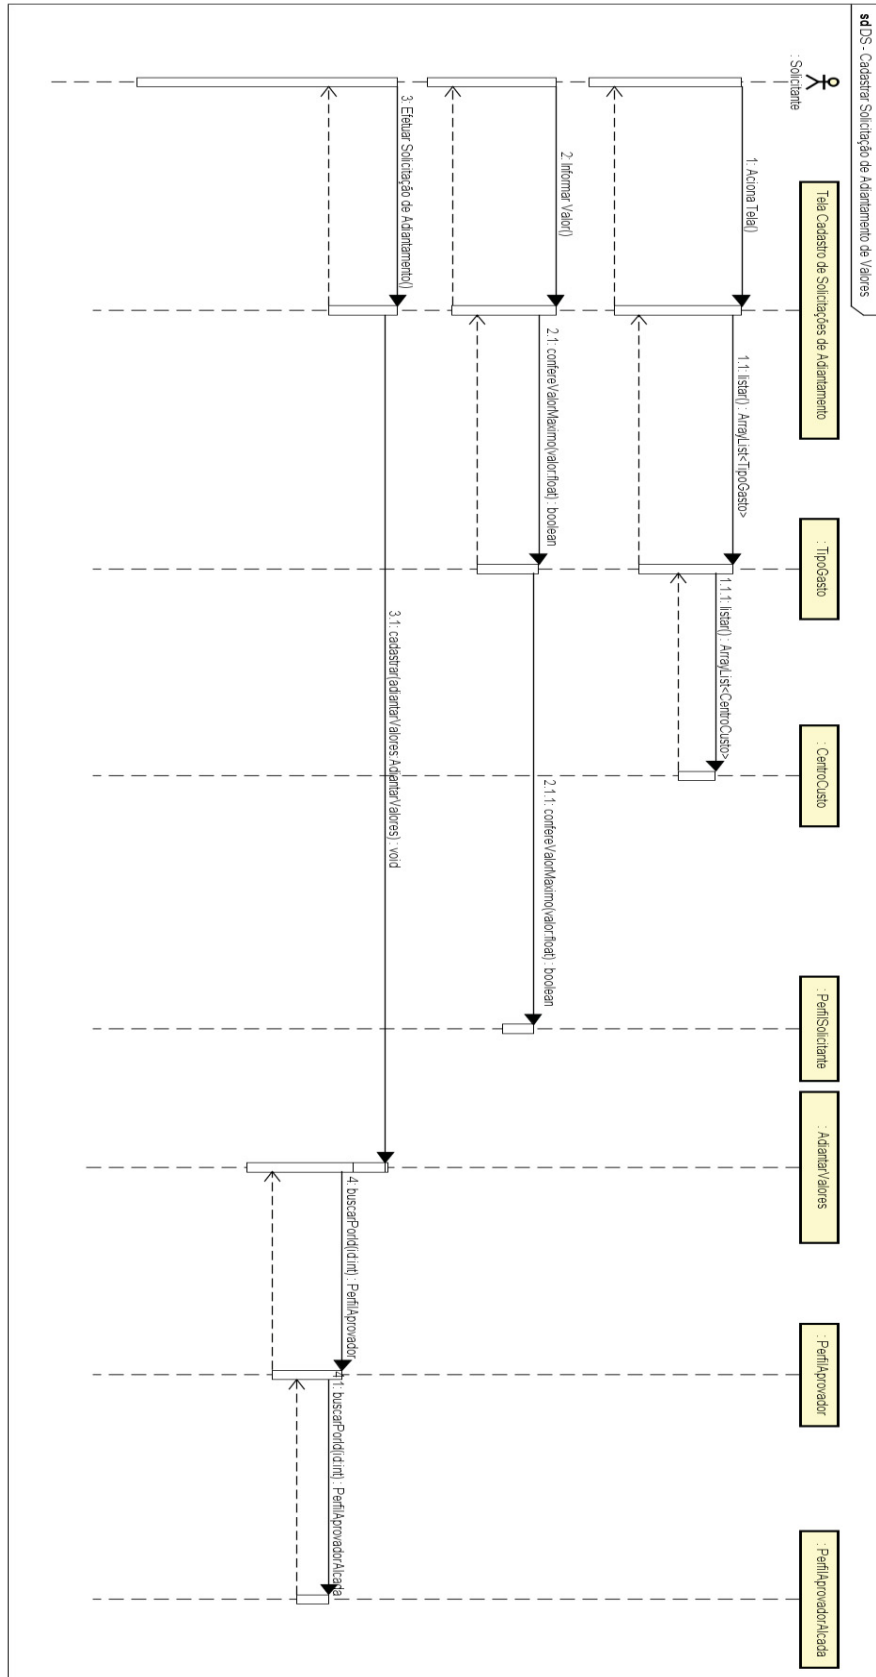 sd DS - Cadastrar Solicitação de Adiantamento de Valores
: Solicitante
Tela Cadastro de Solicitações de Adiantamento
: TipoGasto
: CentroCusto
: PerfilSolicitante
: AdiantarValores
: PerfilAprovador
: PerfilAprovadorAlcada
1: Aciona Tela()
1.1: listar() : ArrayList<TipoGasto>
1.1.1: listar() : ArrayList<CentroCusto>
2: Informar Valor()
2.1: confereValorMaximo(valor:float) : boolean
2.1.1: confereValorMaximo(valor:float) : boolean
3: Efetuar Solicitação de Adiantamento()
3.1: cadastrar(adiantarValores:AdiantarValores) : void
4: buscarPorId(id:int) : PerfilAprovador
4.1: buscarPorId(id:int) : PerfilAprovadorAlcada